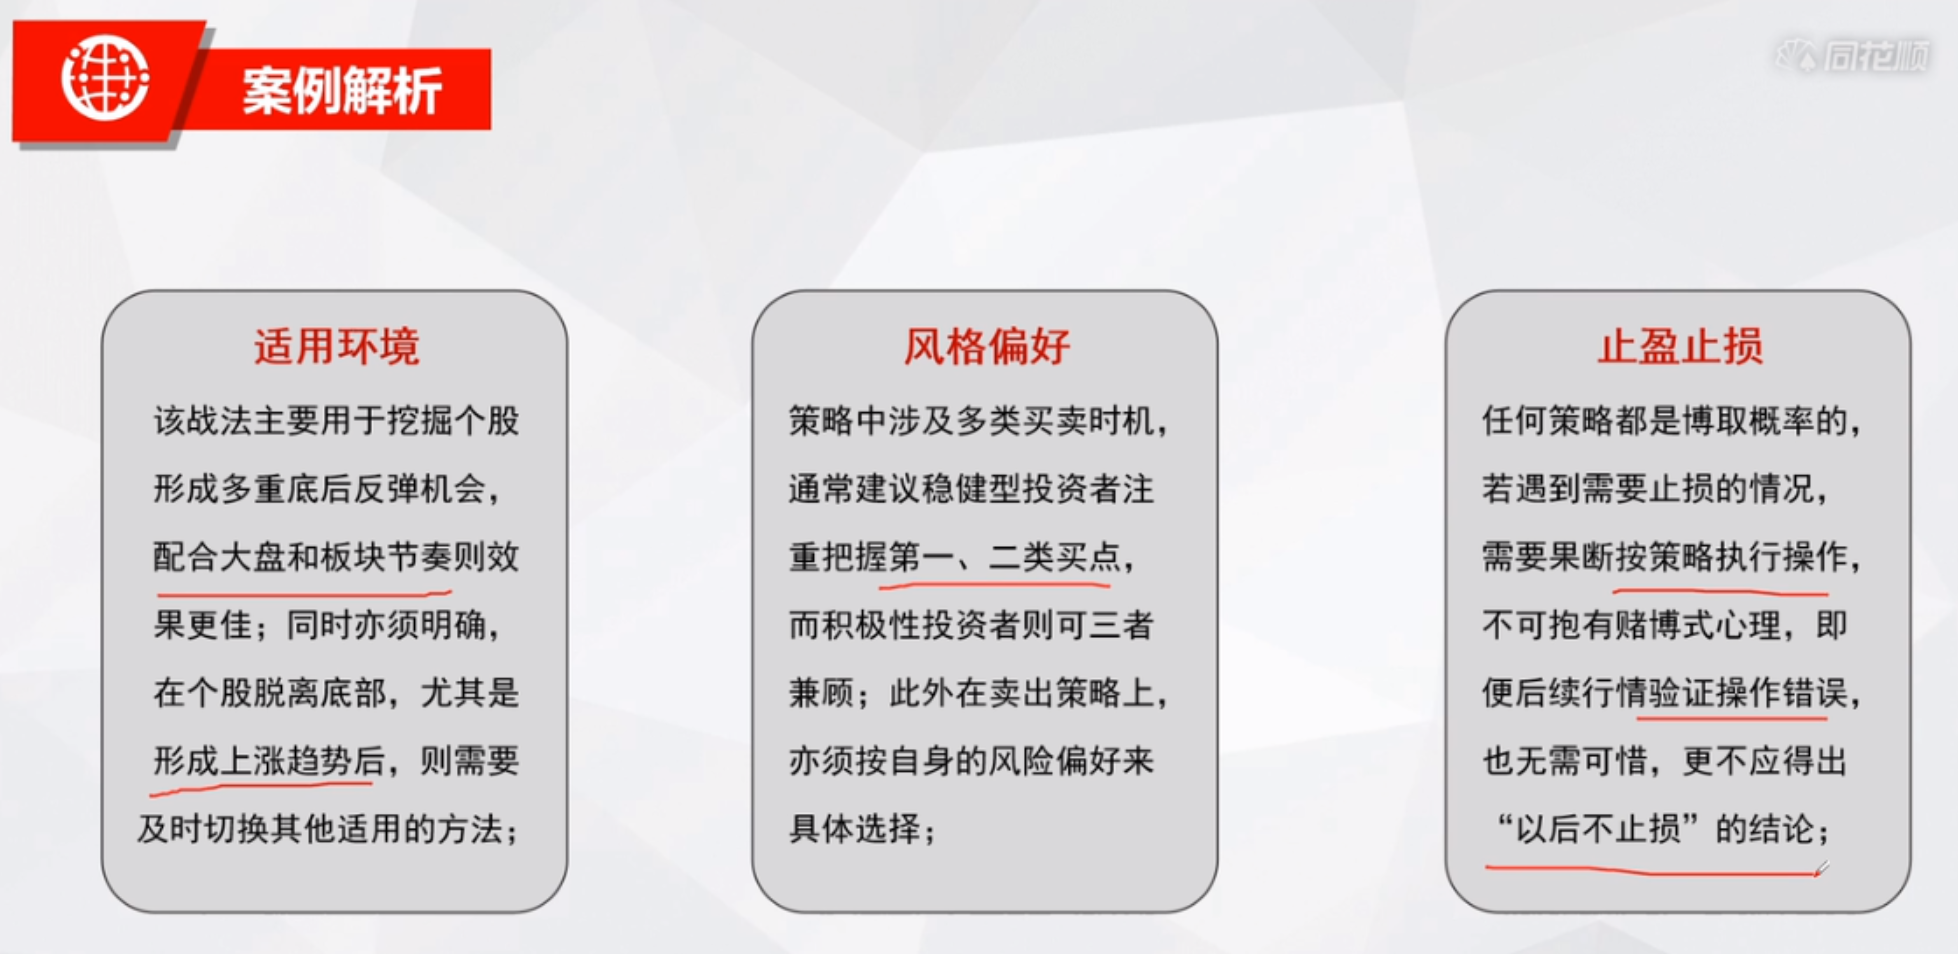 案例解析
同花顺
适用环境
该战法主要用于挖掘个股
形成多重底后反弹机会，
配合大盘和板块节奏则效
果更佳；同时亦须明确，
在个股脱离底部，尤其是
形成上涨趋势后，则需要
及时切换其他适用的方法；
风格偏好
策略中涉及多类买卖时机，
通常建议稳健型投资者注
重把握第一、二类买点，
而积极性投资者则可三者
兼顾；此外在卖出策略上，
亦须按自身的风险偏好来
具体选择；
止盈止损
任何策略都是博取概率的，
若遇到需要止损的情况，
需要果断按策略执行操作，
不可抱有赌博式心理，即
便后续行情验证操作错误，
也无需可惜，更不应得出
“以后不止损”的结论；